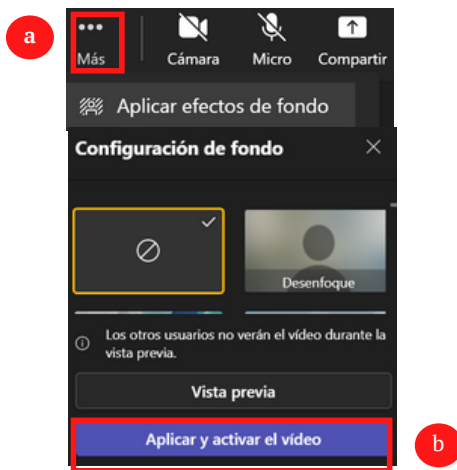 a
Más Cámara Micro Compartir
Aplicar efectos de fondo
Configuración de fondo
Desenfoque
Los otros usuarios no verán el vídeo durante la
vista previa.
Vista previa
Aplicar y activar el vídeo
b